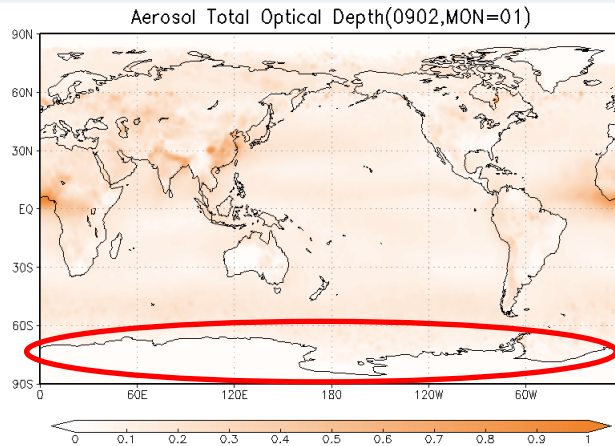 Aerosol Total Optical Depth(0902,MON=01)
90N
60N
30N
EQ
30S
60S
90S
0 60E 120E 180 120W 60W
0 0.1 0.2 0.3 0.4 0.5 0.6 0.7 0.8 0.9 1